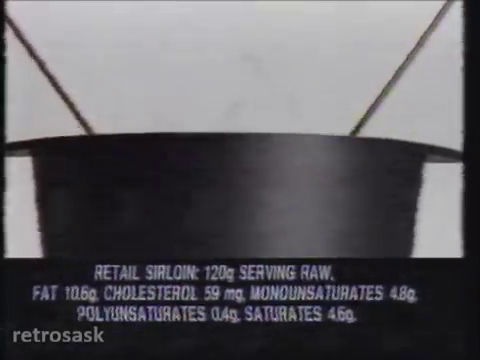 RETAIL SIRLOIN: 120g SERVING RAW.
FAT 10.6g, CHOLESTEROL 59 mg, MONOUNSATURATES 4.8g,
POLYUNSATURATES 0.4g, SATURATES 4.6g.
retrosask